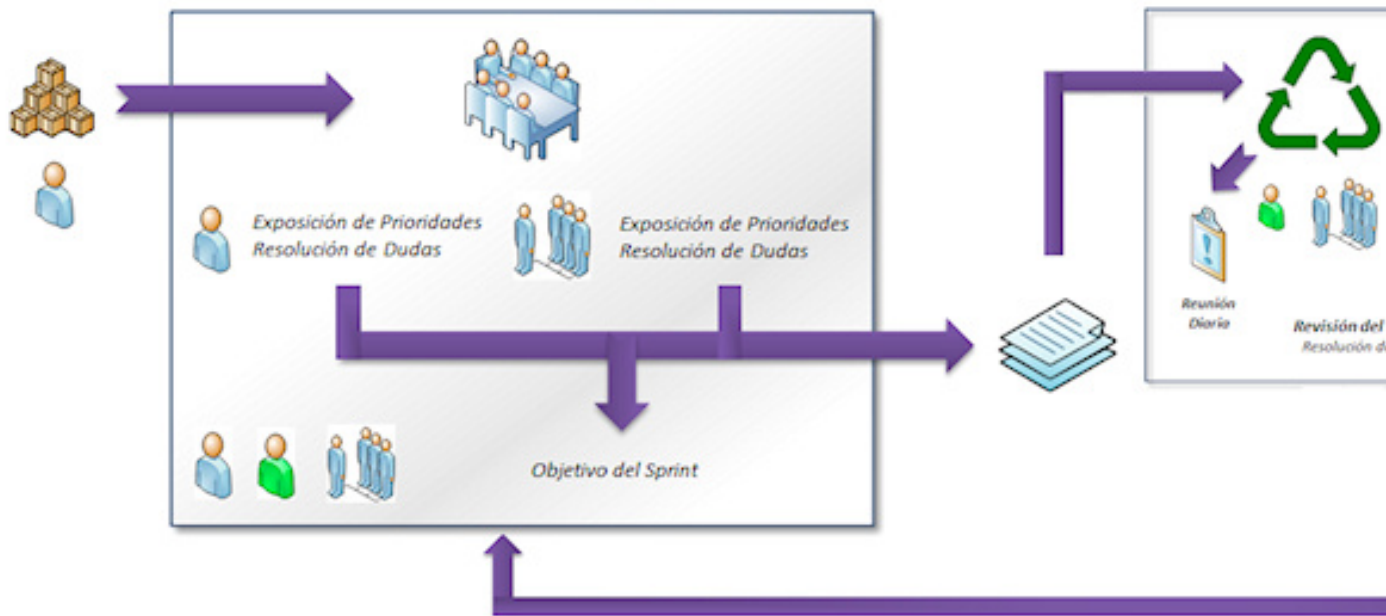 Exposición de Prioridades
Resolución de Dudas
Exposición de Prioridades
Resolución de Dudas
Objetivo del Sprint
Reunión
Diaria
Revisión del
Resolución d